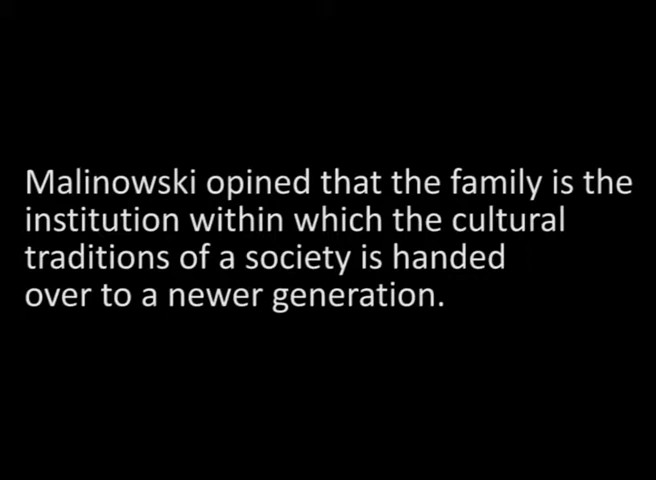 Malinowski opined that the family is the
institution within which the cultural
traditions of a society is handed
over to a newer generation.